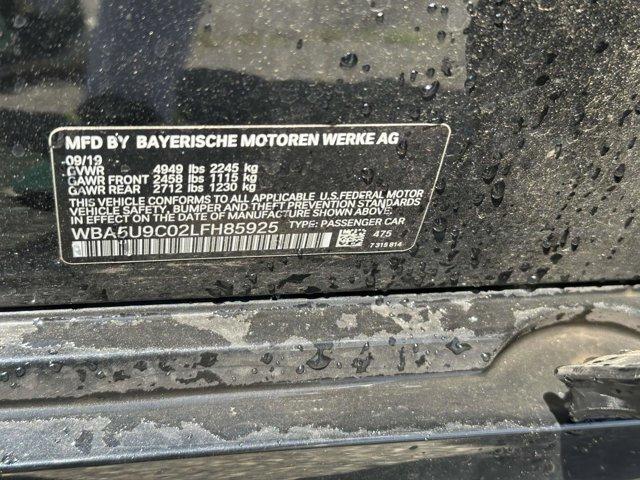 MFD BY BAYERISCHE MOTOREN WERKE AG
09/19
GVWR 4949 lbs 2245 kg
GAWR FRONT 2458 lbs 1115 kg
GAWR REAR 2712 lbs 1230 kg
THIS VEHICLE CONFORMS TO ALL APPLICABLE U.S. FEDERAL MOTOR
VEHICLE SAFETY, BUMPER AND THEFT PREVENTION STANDARDS
IN EFFECT ON THE DATE OF MANUFACTURE SHOWN ABOVE.
WBA5U9C02LFH85925 TYPE: PASSENGER CAR
475
7 318 814